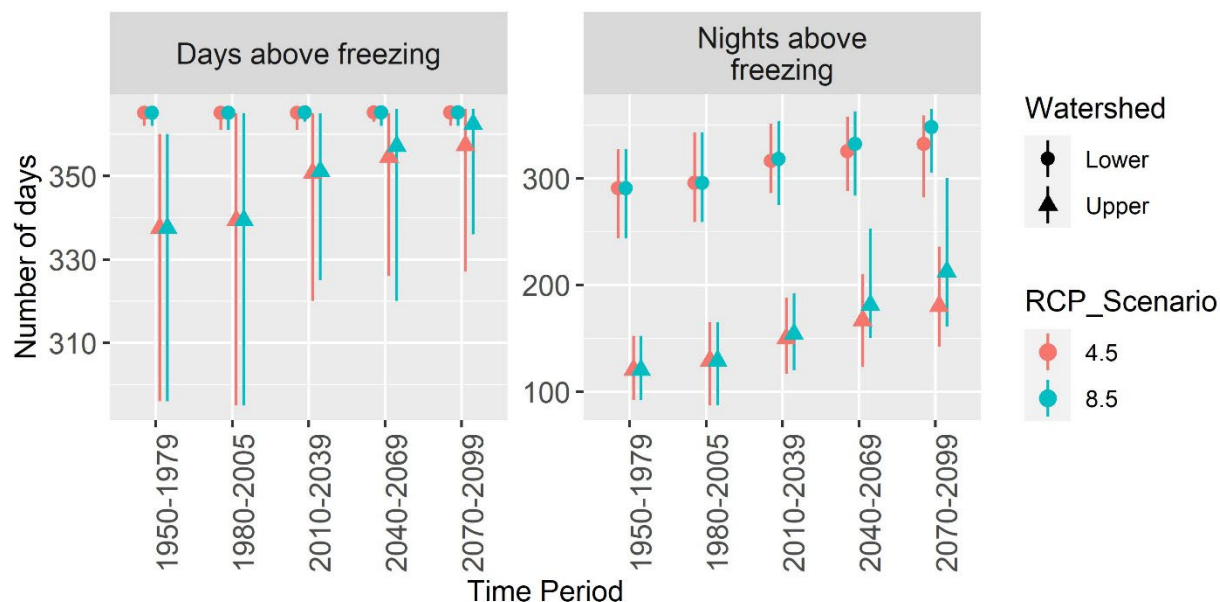 Days above freezing
Nights above
freezing
Number of days
350
330
310
300
200
100
1950-1979
1980-2005
2010-2039
2040-2069
2070-2099
1950-1979
1980-2005
2010-2039
2040-2069
2070-2099
Time Period
Watershed
Lower
Upper
RCP_Scenario
4.5
8.5